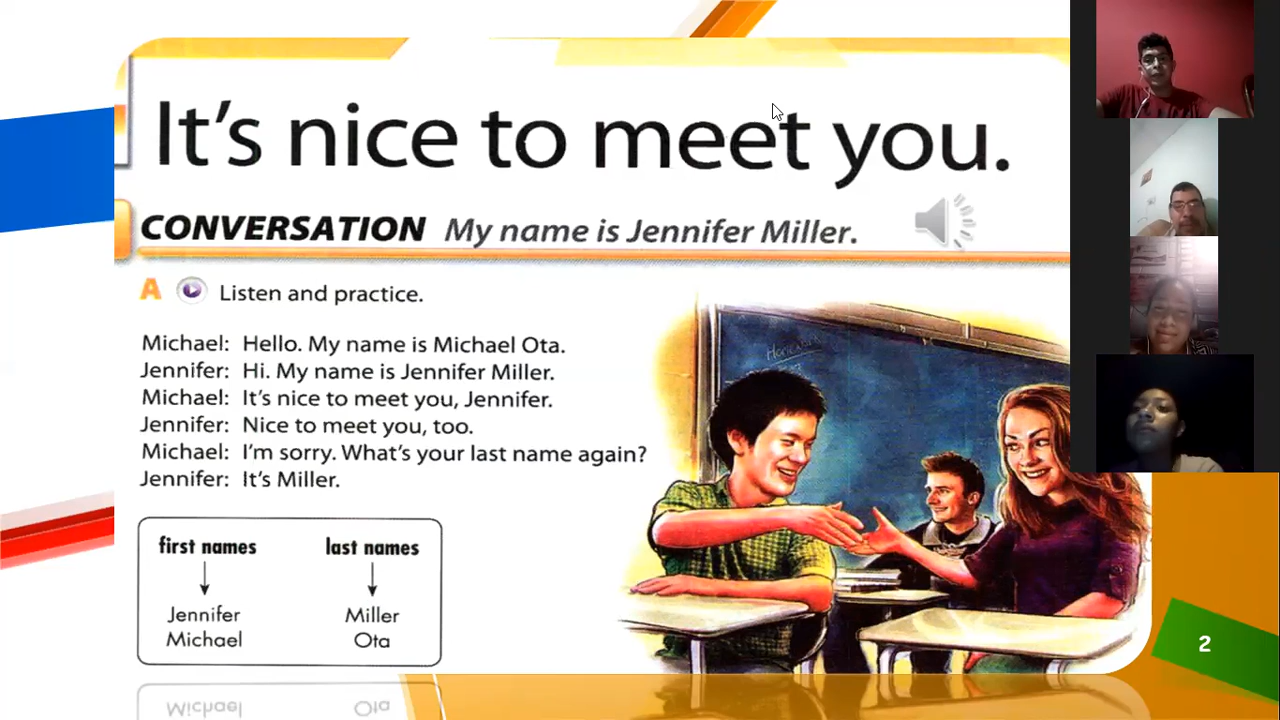 It's nice to meet you.
CONVERSATION My name is Jennifer Miller.
A Listen and practice.
Michael: Hello. My name is Michael Ota.
Jennifer: Hi. My name is Jennifer Miller.
Michael: It's nice to meet you, Jennifer.
Jennifer: Nice to meet you, too.
Michael: I'm sorry. What's your last name again?
Jennifer: It's Miller.
first names last names
Jennifer Miller
Michael Ota
Homework
2
Michael Ota